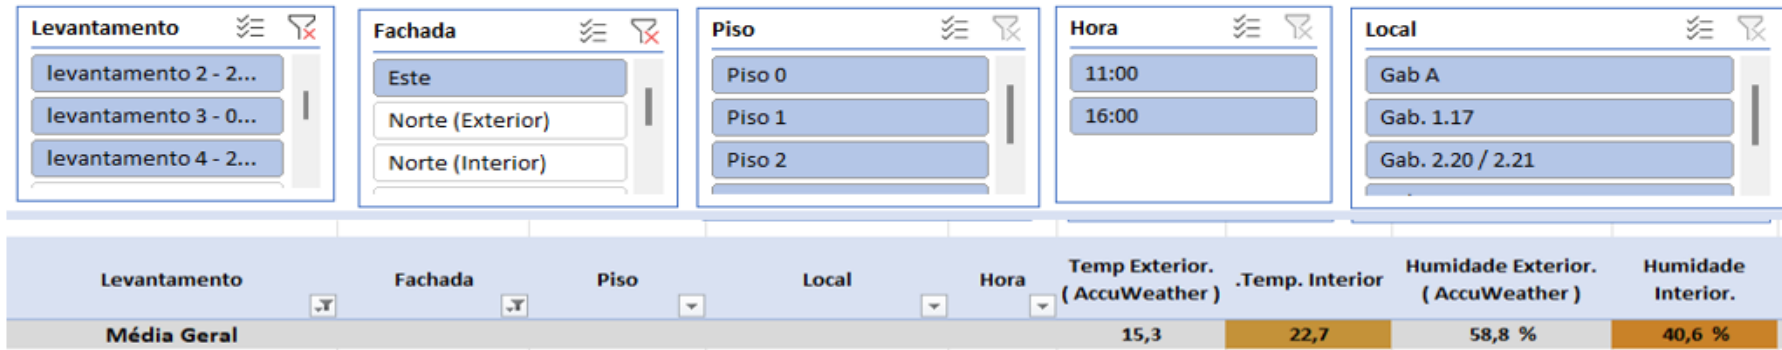 Levantamento
levantamento 2 - 2...
levantamento 3 - 0...
levantamento 4 - 2...
Fachada
Este
Norte (Exterior)
Norte (Interior)
Piso
Piso 0
Piso 1
Piso 2
Hora
11:00
16:00
Local
Gab A
Gab. 1.17
Gab. 2.20 / 2.21
Levantamento Fachada Piso Local Hora Temp Exterior. ( AccuWeather ) .Temp. Interior Humidade Exterior. ( AccuWeather ) Humidade Interior.
Média Geral 15,3 22,7 58,8 % 40,6 %